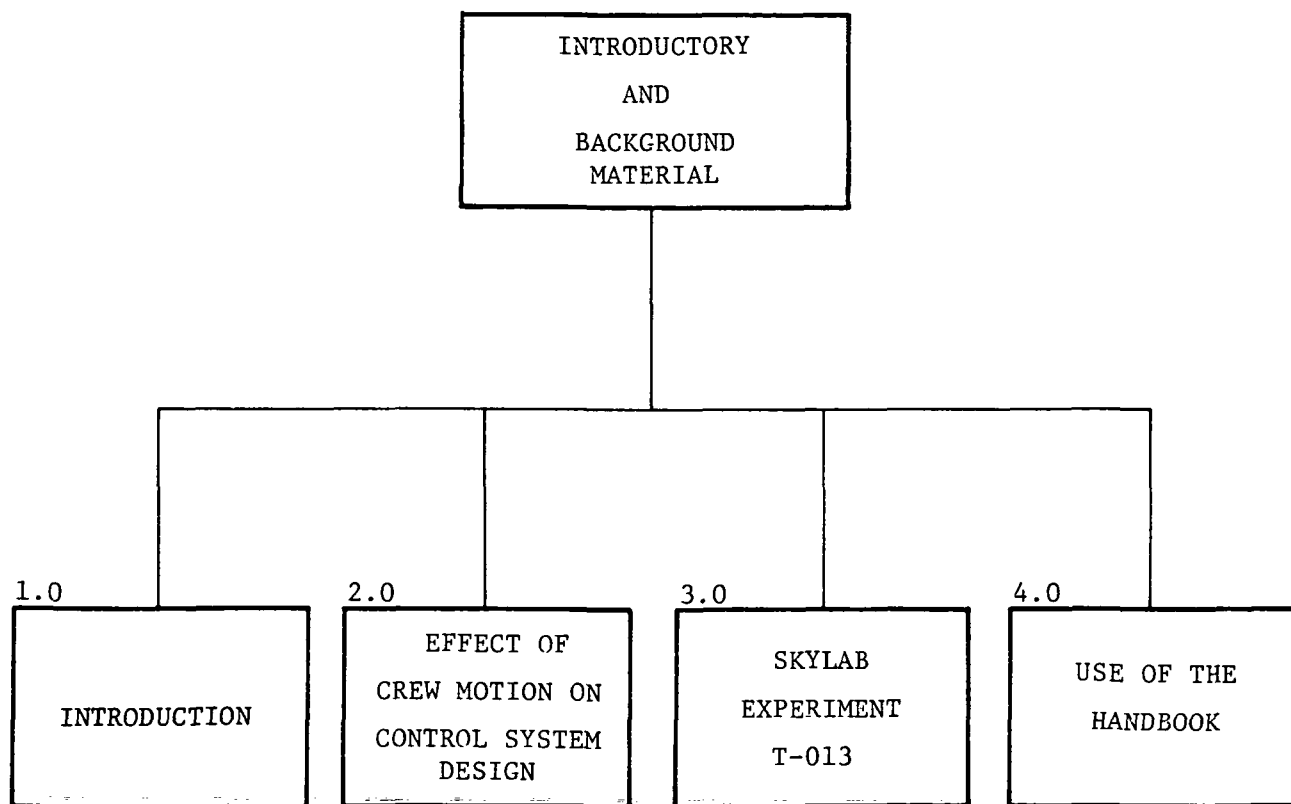 INTRODUCTORY
AND
BACKGROUND
MATERIAL
1.0
INTRODUCTION
2.0
EFFECT OF
CREW MOTION ON
CONTROL SYSTEM
DESIGN
3.0
SKYLAB
EXPERIMENT
T-013
4.0
USE OF THE
HANDBOOK